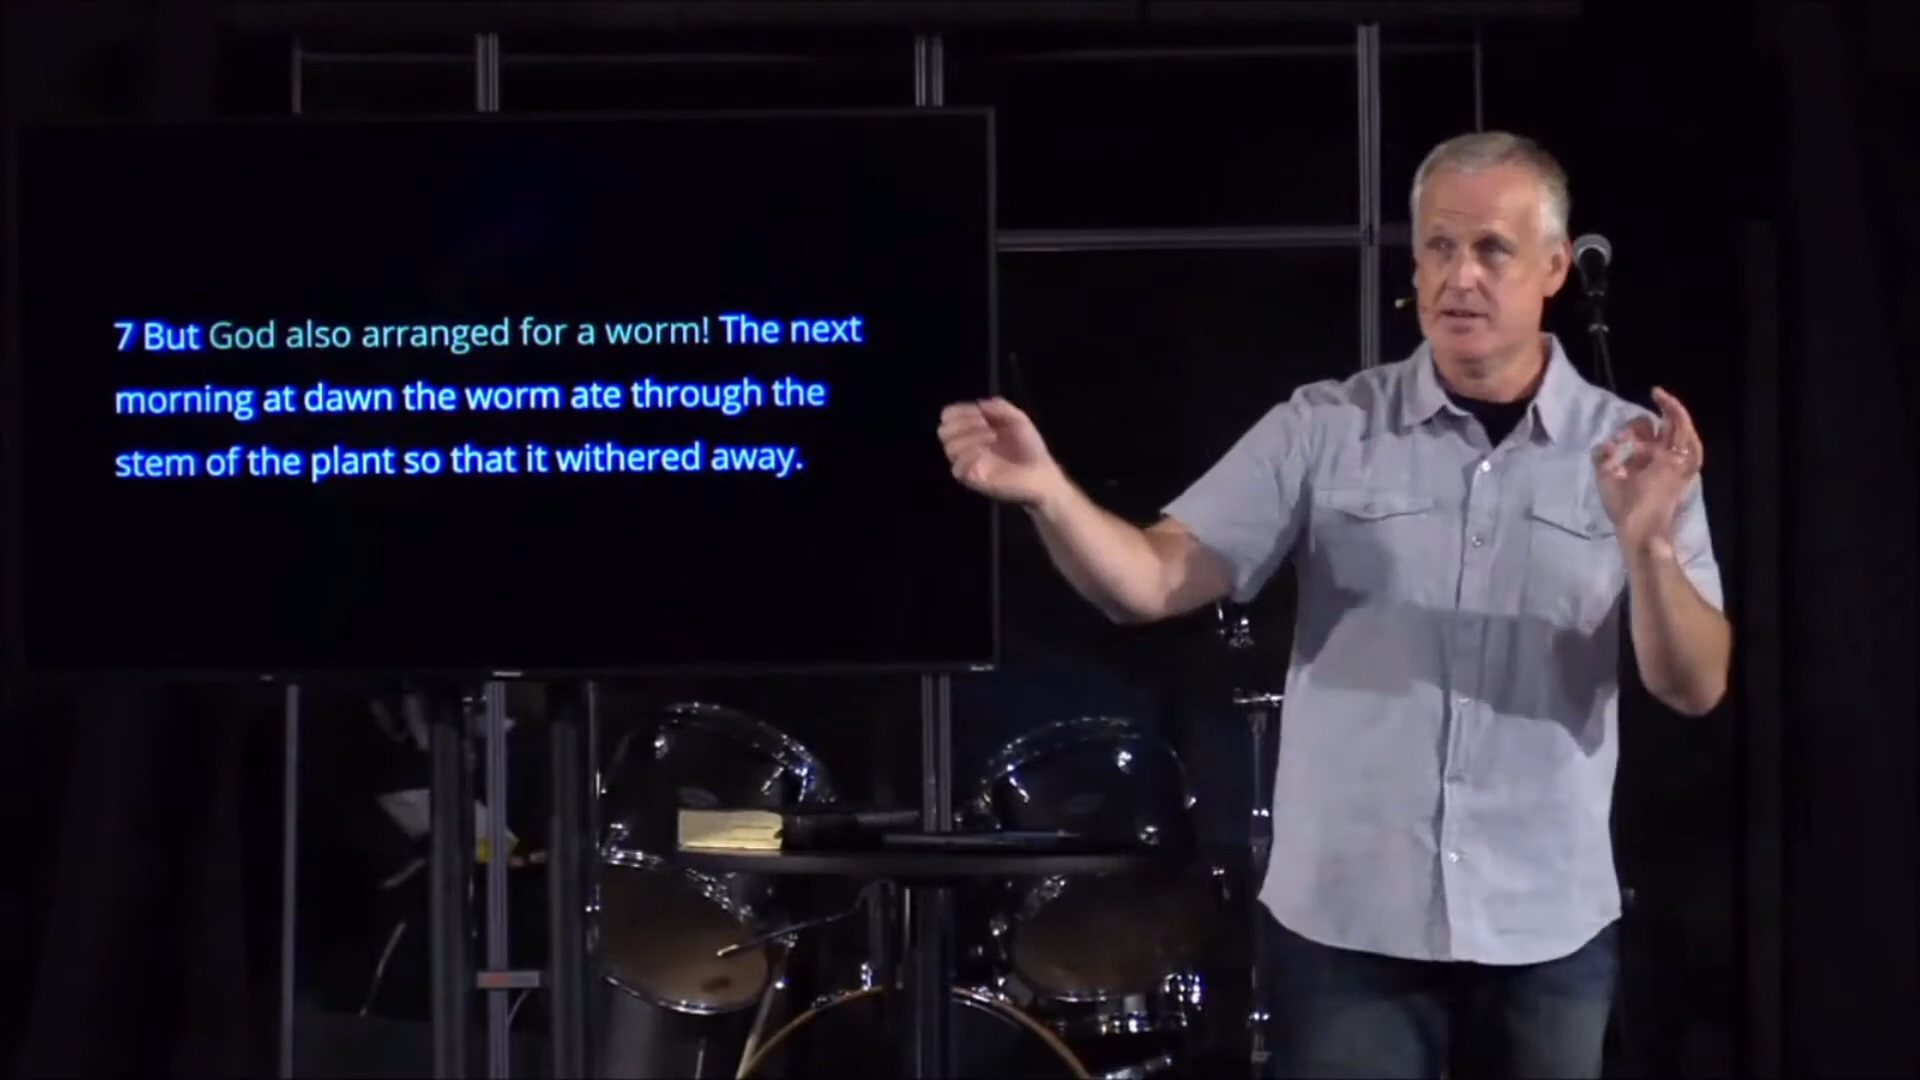 7 But God also arranged for a worm! The next
morning at dawn the worm ate through the
stem of the plant so that it withered away.